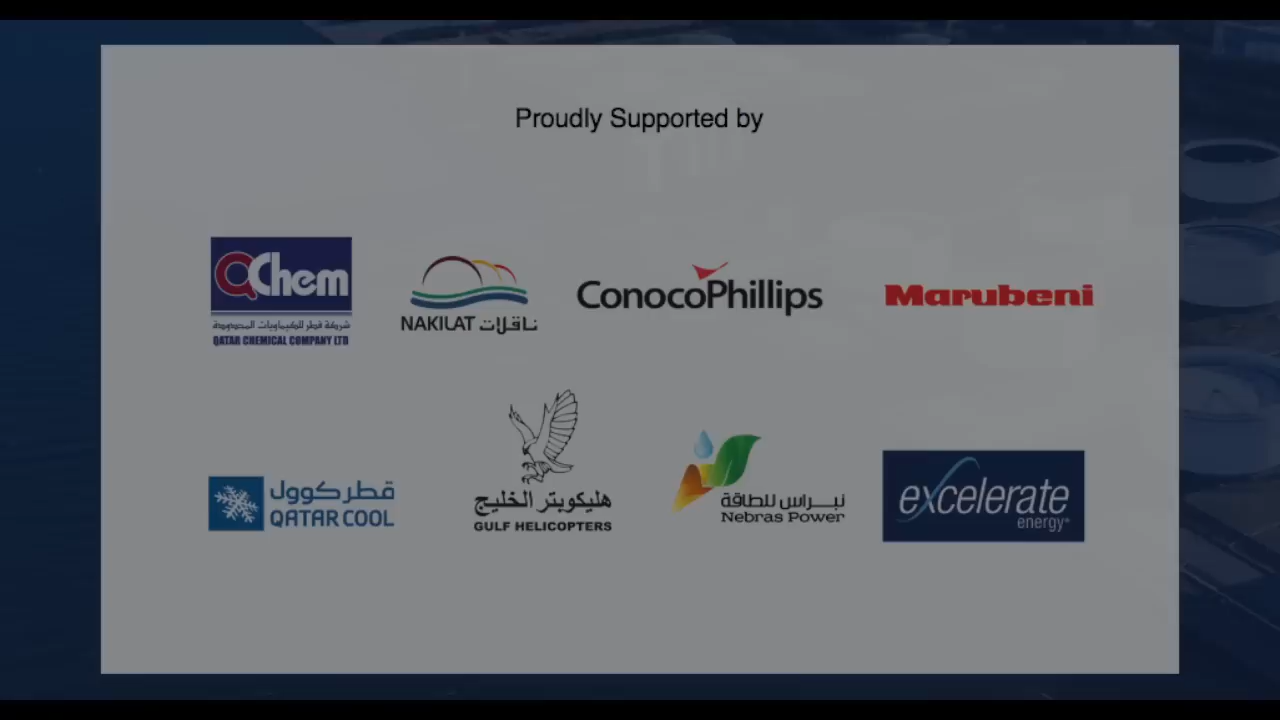 Proudly Supported by
QChem
شركة قطر للكيماويات المحدودة
QATAR CHEMICAL COMPANY LTD
NAKILAT ناقلات
ConocoPhillips
Marubeni
قطر كوول
QATAR COOL
هليكوبتر الخليج
GULF HELICOPTERS
نبراس للطاقة
Nebras Power
excelerate
energy